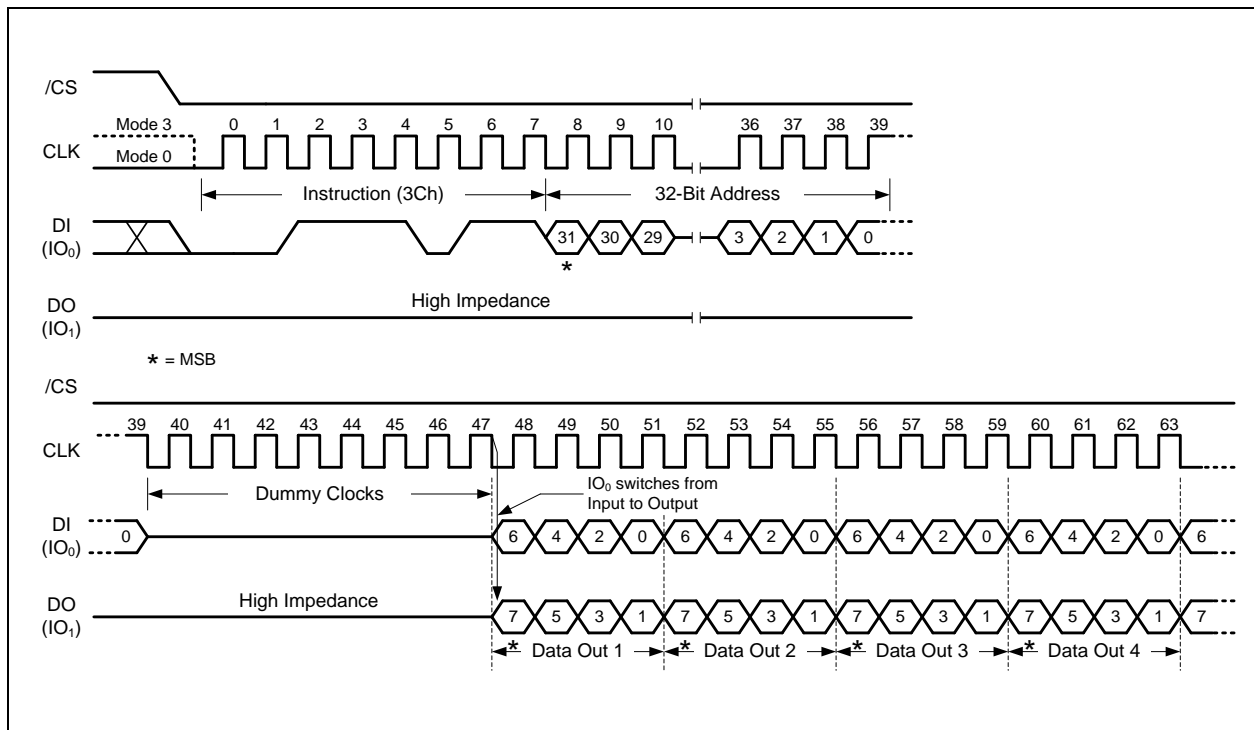 /CS
Mode 3 0 1 2 3 4 5 6 7 8 9 10 36 37 38 39
CLK
Mode 0
Instruction (3Ch) 32-Bit Address
DI
(IO₀)
31 30 29 3 2 1 0
*
High Impedance
DO
(IO₁)
* = MSB
/CS
39 40 41 42 43 44 45 46 47 48 49 50 51 52 53 54 55 56 57 58 59 60 61 62 63
CLK
Dummy Clocks
IO₀ switches from
Input to Output
DI
(IO₀)
0 6 4 2 0 6 4 2 0 6 4 2 0 6 4 2 0 6
High Impedance
DO
(IO₁)
7 5 3 1 7 5 3 1 7 5 3 1 7 5 3 1 7
* Data Out 1 * Data Out 2 * Data Out 3 * Data Out 4